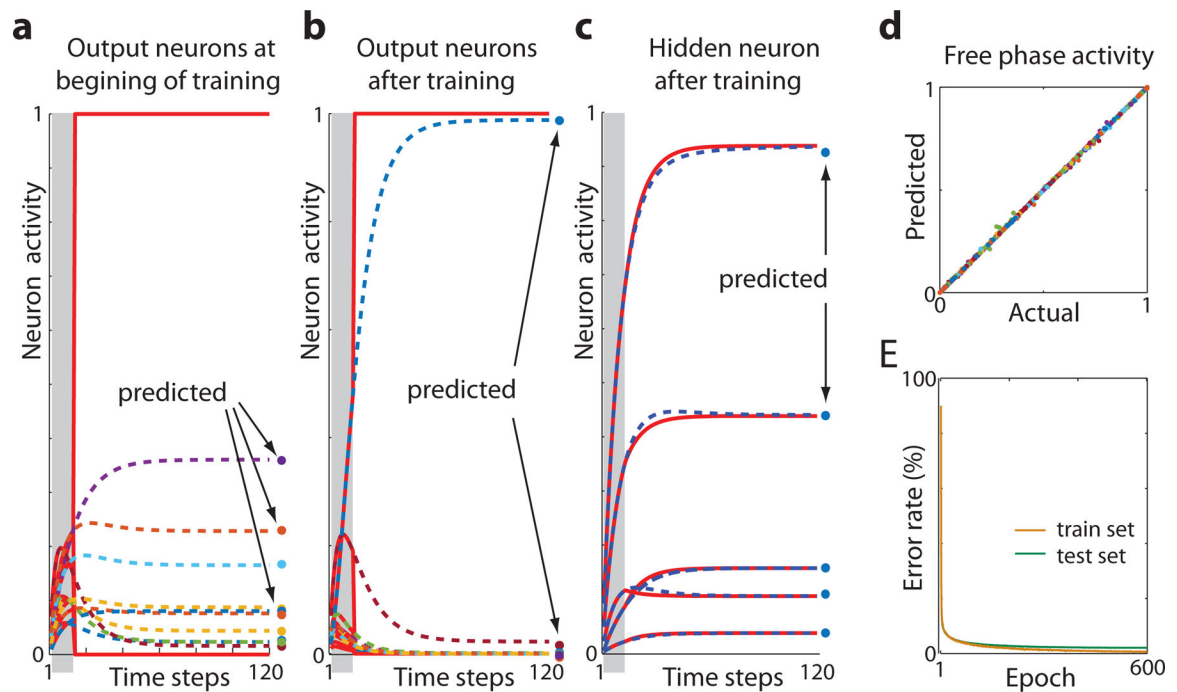 a
Output neurons at
begining of training
Neuron activity
1
0
predicted
1
Time steps
120
b
Output neurons
after training
Neuron activity
1
0
predicted
1
Time steps
120
c
Hidden neuron
after training
Neuron activity
1
0
predicted
1
Time steps
120
d
Free phase activity
Predicted
1
0
0
Actual
1
E
Error rate (%)
100
0
train set
test set
1
Epoch
600